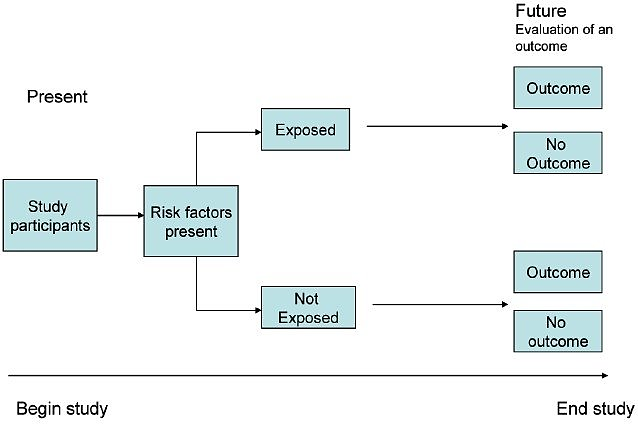 Future
Evaluation of an
outcome
Present
Outcome
Exposed
No
Outcome
Study
participants
Risk factors
present
Outcome
Not
Exposed
No
outcome
Begin study
End study